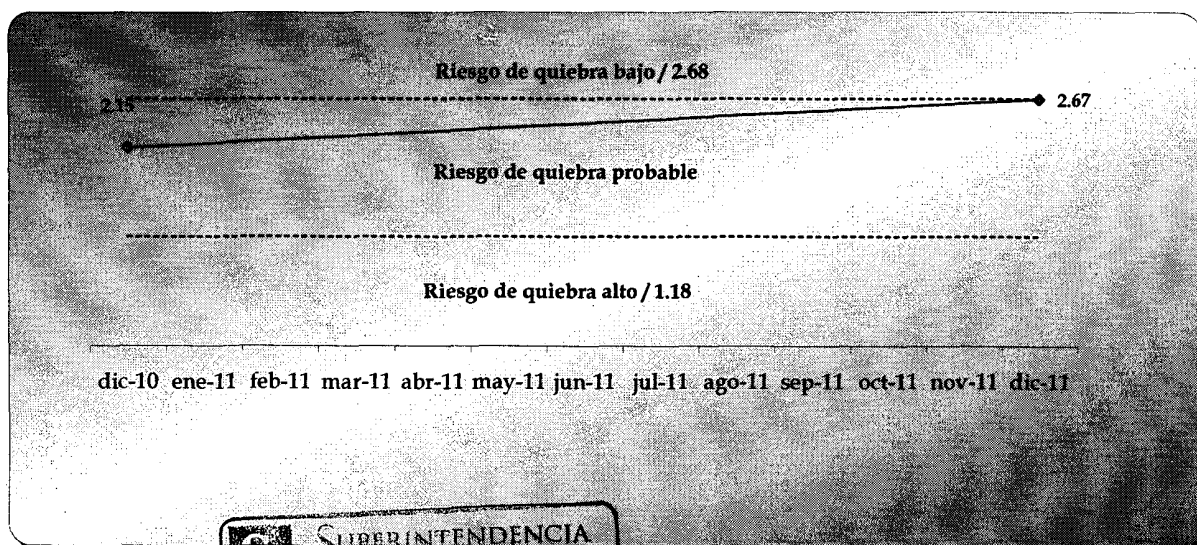 Riesgo de quiebra bajo / 2.68
2.15
2.67
Riesgo de quiebra probable
Riesgo de quiebra alto / 1.18
dic-10 ene-11 feb-11 mar-11 abr-11 may-11 jun-11 jul-11 ago-11 sep-11 oct-11 nov-11 dic-11
SUPERINTENDENCIA